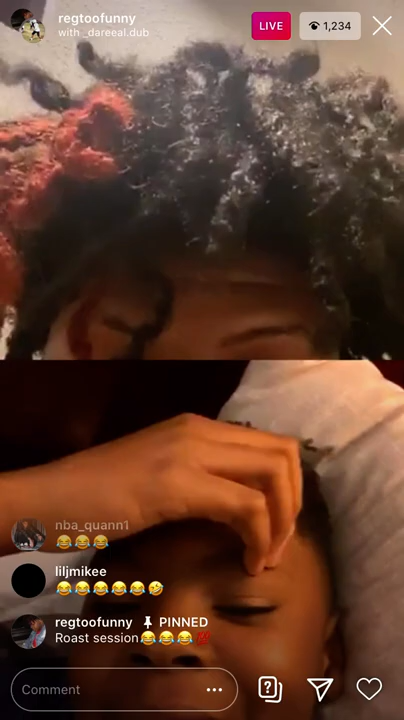 regtoofunny
with _dareeal.dub
LIVE
1,234
nba_quann1
😂😂😂
liljmikee
😂😂😂😂😂🤣
regtoofunny PINNED
Roast session😂😂😂💯
Comment